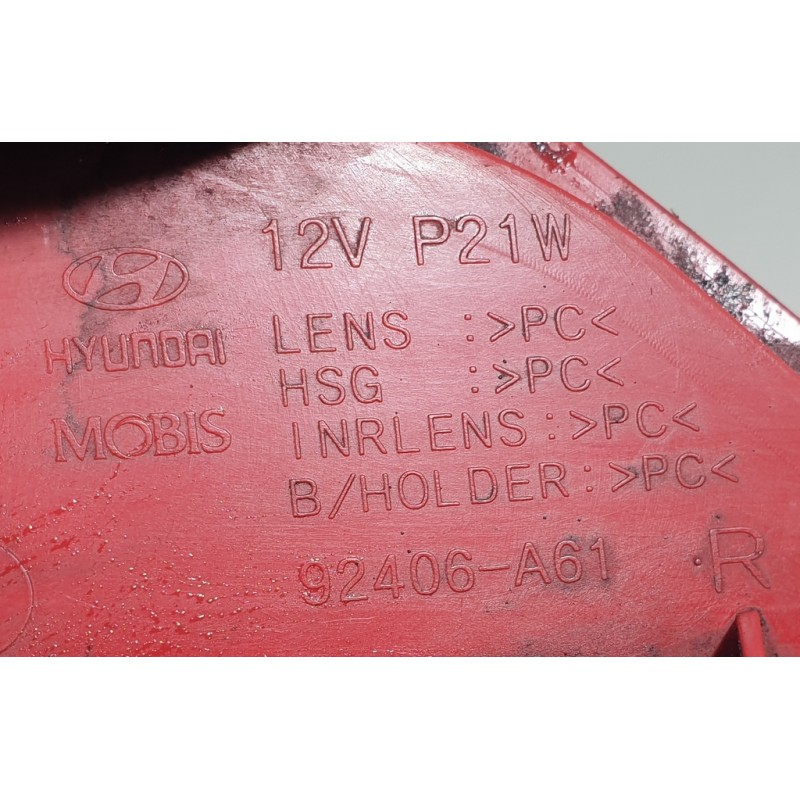 12V P21W
HYUNDAI
MOBIS
LENS :>PC<
HSG :>PC<
INRLENS:>PC<
B/HOLDER:>PC<
92406-A61 R